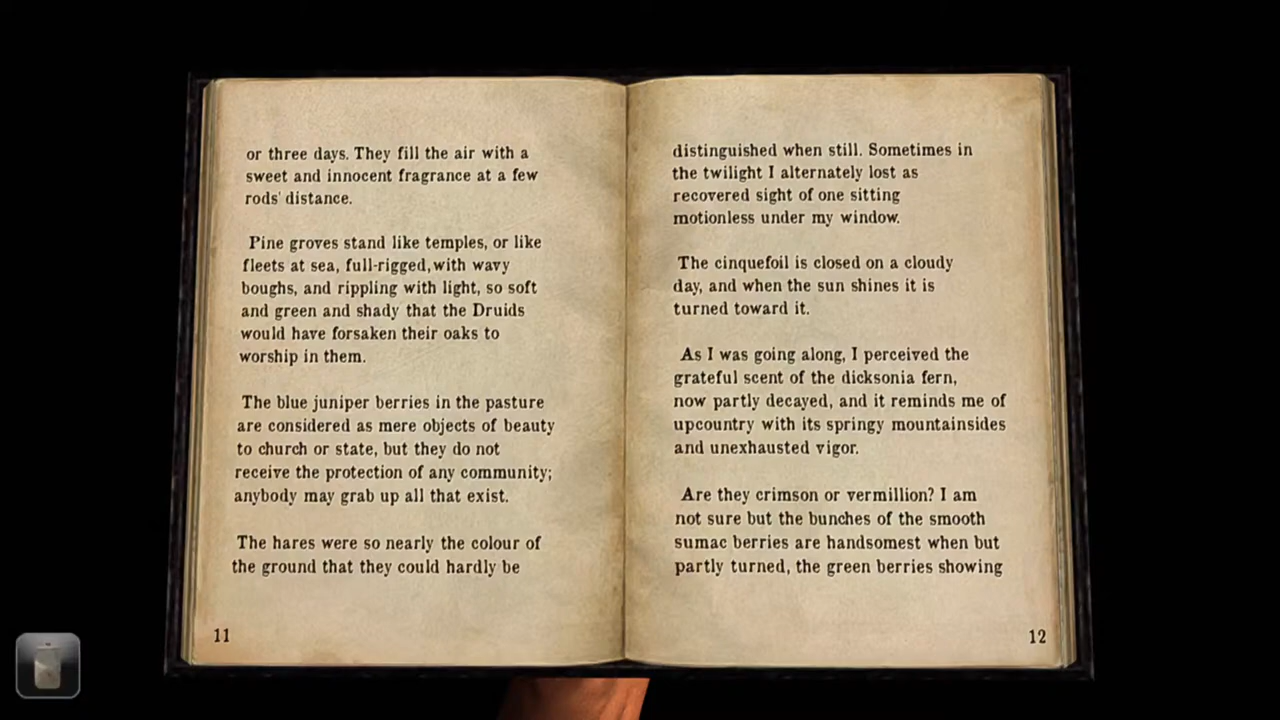 or three days. They fill the air with a
sweet and innocent fragrance at a few
rods' distance.
Pine groves stand like temples, or like
fleets at sea, full-rigged, with wavy
boughs, and rippling with light, so soft
and green and shady that the Druids
would have forsaken their oaks to
worship in them.
The blue juniper berries in the pasture
are considered as mere objects of beauty
to church or state, but they do not
receive the protection of any community;
anybody may grab up all that exist.
The hares were so nearly the colour of
the ground that they could hardly be
11
distinguished when still. Sometimes in
the twilight I alternately lost as
recovered sight of one sitting
motionless under my window.
The cinquefoil is closed on a cloudy
day, and when the sun shines it is
turned toward it.
As I was going along, I perceived the
grateful scent of the dicksonia fern,
now partly decayed, and it reminds me of
upcountry with its springy mountainsides
and unexhausted vigor.
Are they crimson or vermillion? I am
not sure but the bunches of the smooth
sumac berries are handsomest when but
partly turned, the green berries showing
12